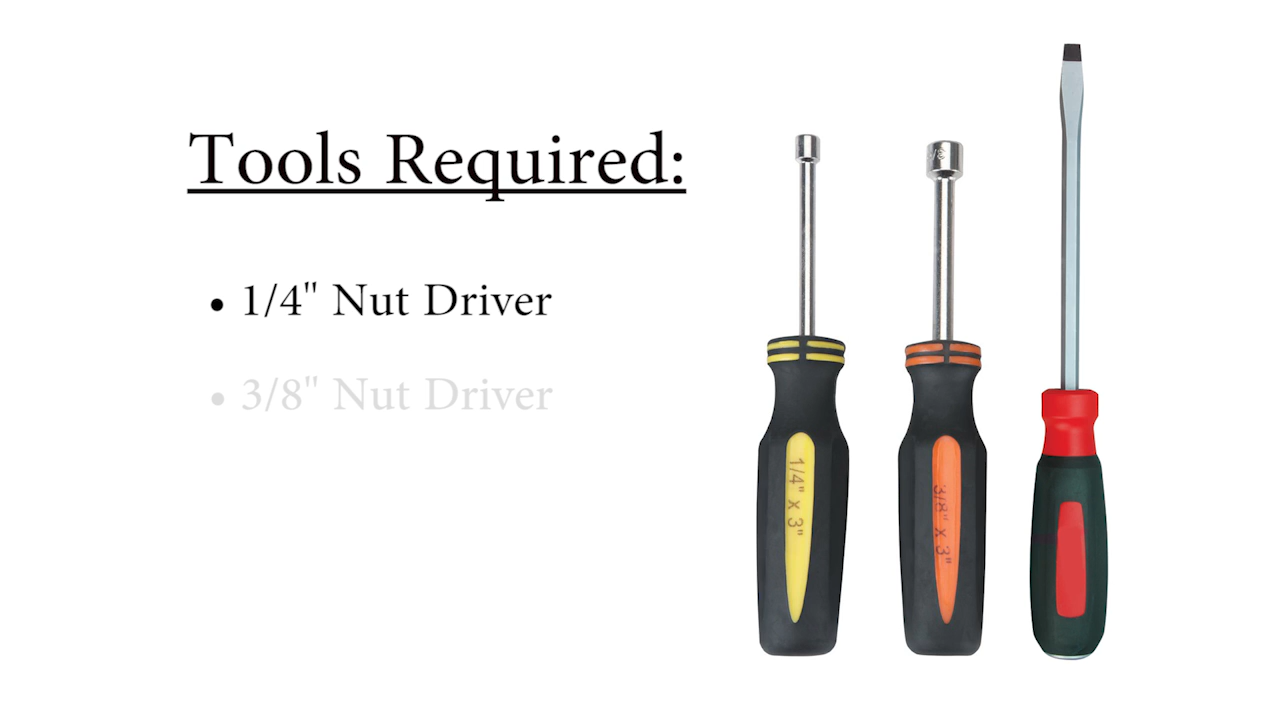 Tools Required:
• 1/4" Nut Driver
• 3/8" Nut Driver
1/4" x 3"
3/8" x 3"